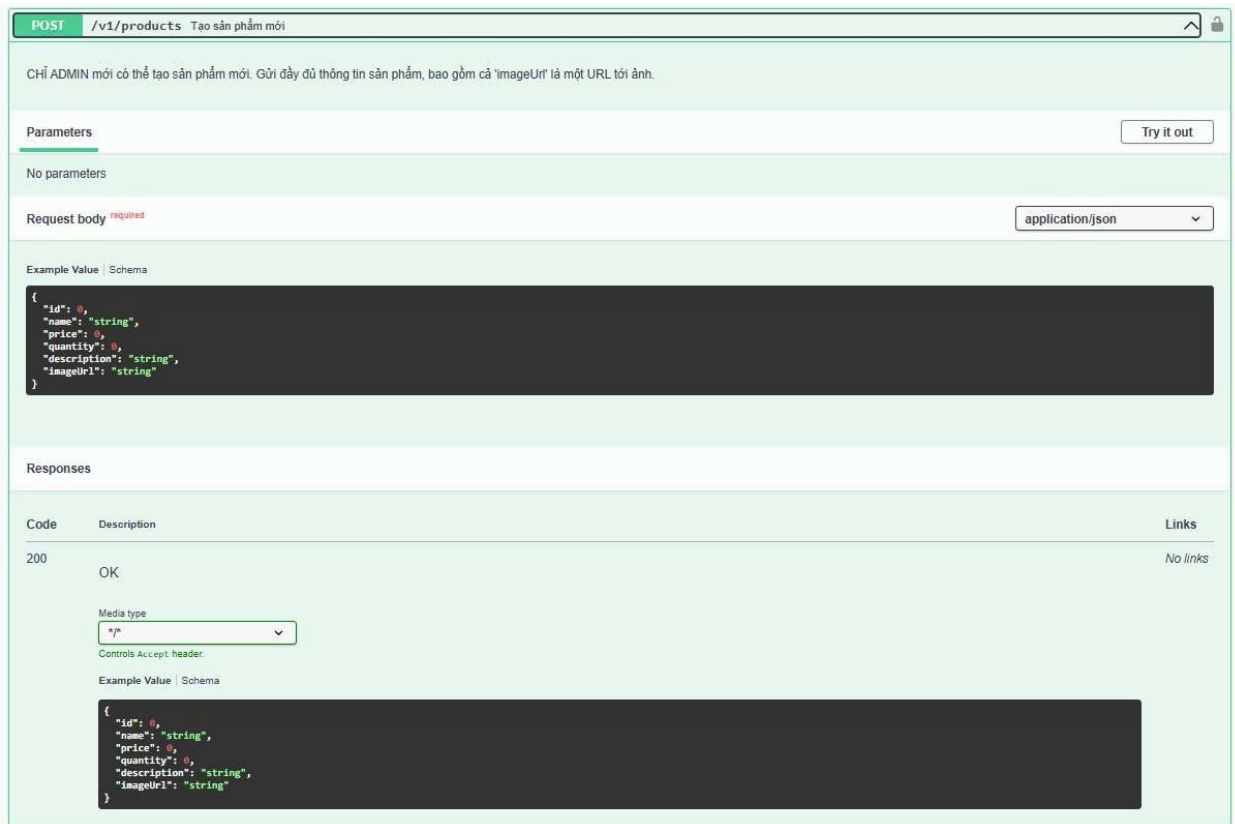 POST /v1/products Tạo sản phẩm mới
CHỈ ADMIN mới có thể tạo sản phẩm mới. Gửi đầy đủ thông tin sản phẩm, bao gồm cả 'imageUrl' là một URL tới ảnh.
Parameters
Try it out
No parameters
Request body required
application/json
Example Value | Schema
{
"id": 0,
"name": "string",
"price": 0,
"quantity": 0,
"description": "string",
"imageUrl": "string"
}
Responses
Code Description Links
200 OK No links
Media type
*/*
Controls Accept header.
Example Value | Schema
{
"id": 0,
"name": "string",
"price": 0,
"quantity": 0,
"description": "string",
"imageUrl": "string"
}